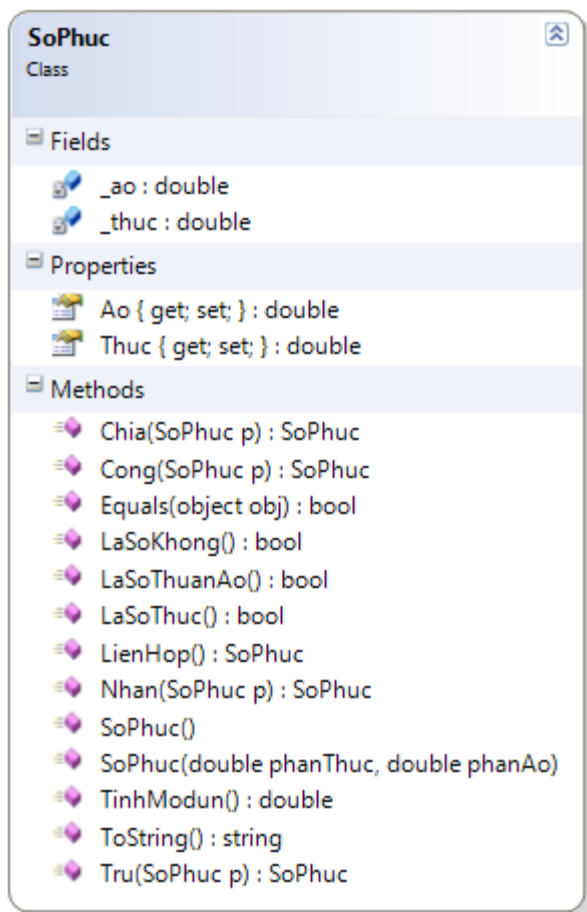 SoPhuc
Class
Fields
_ao : double
_thuc : double
Properties
Ao { get; set; } : double
Thuc { get; set; } : double
Methods
Chia(SoPhuc p) : SoPhuc
Cong(SoPhuc p) : SoPhuc
Equals(object obj) : bool
LaSoKhong() : bool
LaSoThuanAo() : bool
LaSoThuc() : bool
LienHop() : SoPhuc
Nhan(SoPhuc p) : SoPhuc
SoPhuc()
SoPhuc(double phanThuc, double phanAo)
TinhModun() : double
ToString() : string
Tru(SoPhuc p) : SoPhuc